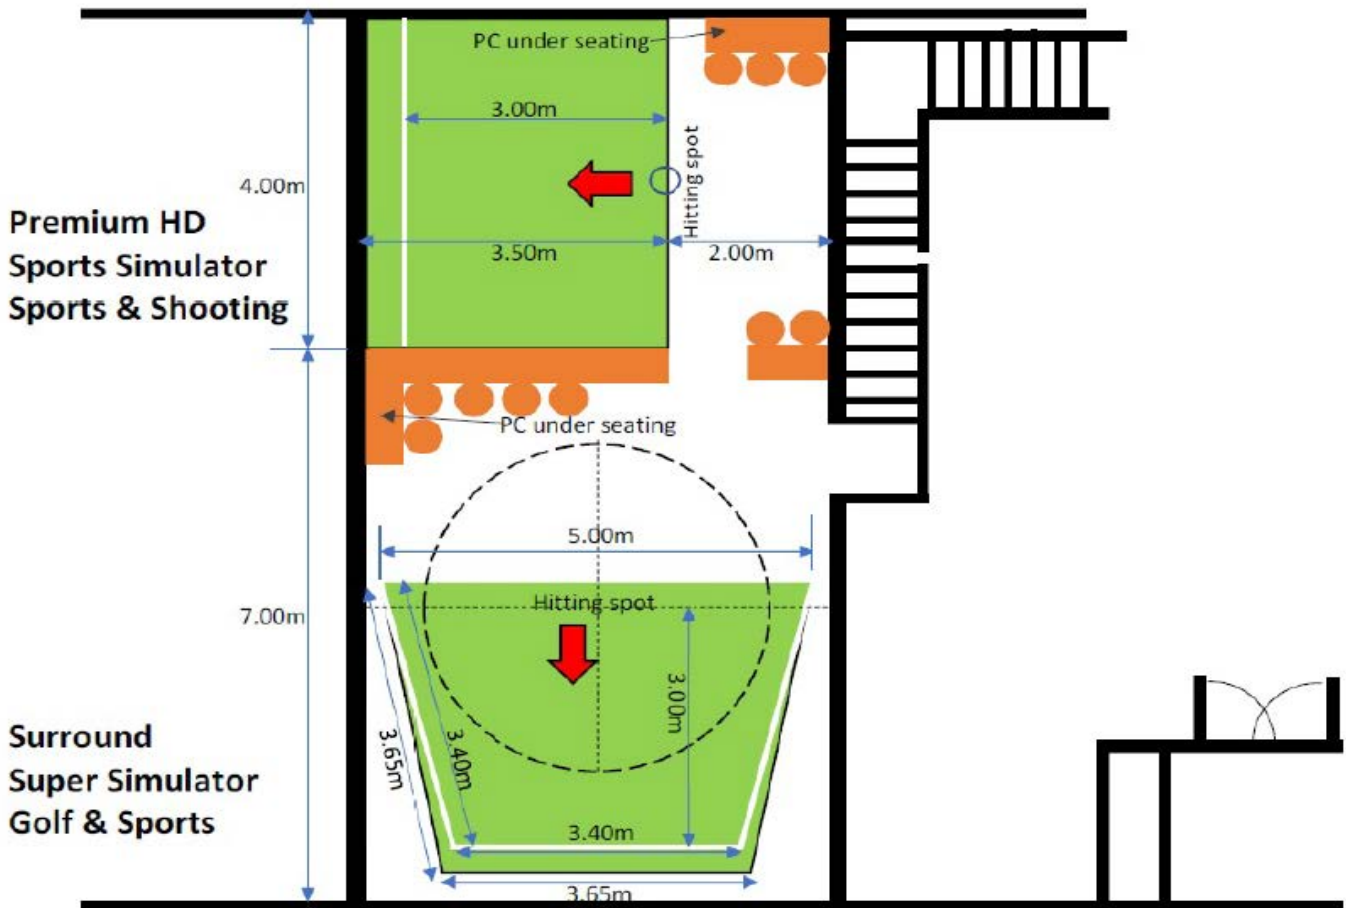 PC under seating
3.00m
Hitting spot
4.00m
Premium HD
Sports Simulator
Sports & Shooting
3.50m
2.00m
PC under seating
5.00m
7.00m
Hitting spot
3.00m
Surround
Super Simulator
Golf & Sports
3.65m
3.40m
3.40m
3.65m